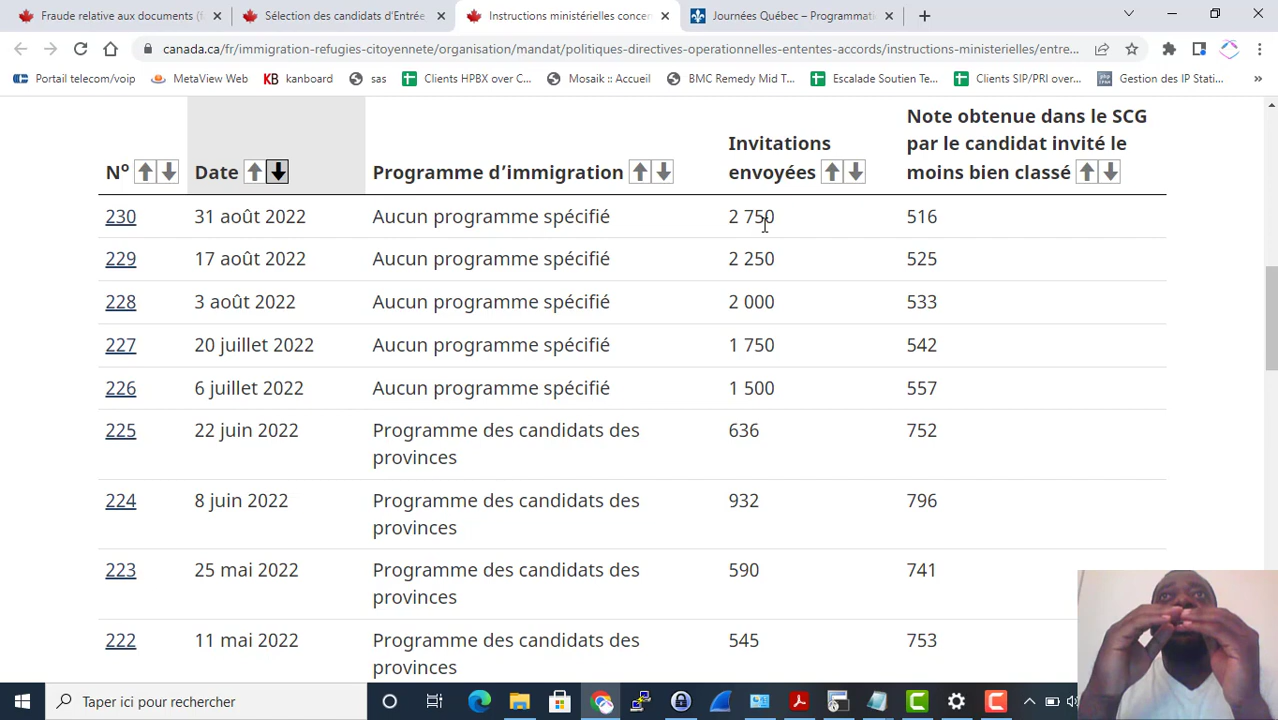 Fraude relative aux documents (f
Sélection des candidats d'Entrée
Instructions ministérielles concer
Journées Québec – Programmati
canada.ca/fr/immigration-refugies-citoyennete/organisation/mandat/politiques-directives-operationnelles-ententes-accords/instructions-ministerielles/entre...
Portail telecom/voip
MetaView Web
KB kanboard
sas
Clients HPBX over C...
Mosaik :: Accueil
BMC Remedy Mid T...
Escalade Soutien Te...
Clients SIP/PRI over...
Gestion des IP Stati...
»
Nº
Date
Programme d'immigration
Invitations
envoyées
Note obtenue dans le SCG
par le candidat invité le
moins bien classé
230 31 août 2022 Aucun programme spécifié 2 750 516
229 17 août 2022 Aucun programme spécifié 2 250 525
228 3 août 2022 Aucun programme spécifié 2 000 533
227 20 juillet 2022 Aucun programme spécifié 1 750 542
226 6 juillet 2022 Aucun programme spécifié 1 500 557
225 22 juin 2022 Programme des candidats des 636 752
provinces
224 8 juin 2022 Programme des candidats des 932 796
provinces
223 25 mai 2022 Programme des candidats des 590 741
provinces
222 11 mai 2022 Programme des candidats des 545 753
provinces
Taper ici pour rechercher